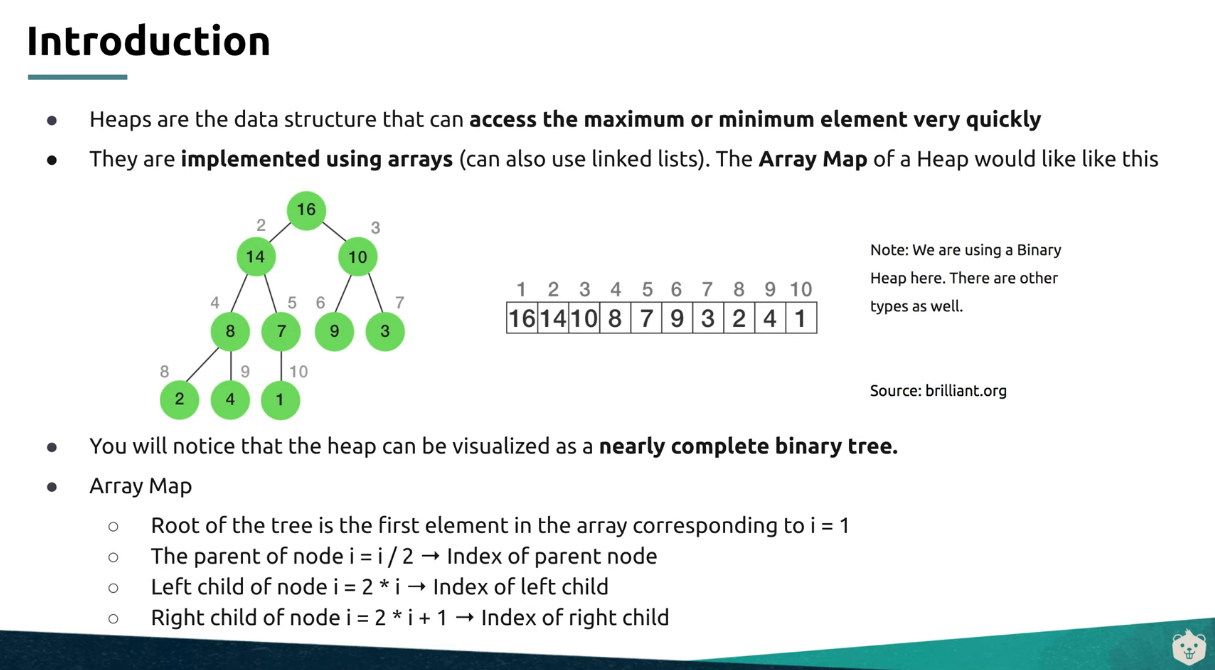 Introduction
● Heaps are the data structure that can access the maximum or minimum element very quickly
● They are implemented using arrays (can also use linked lists). The Array Map of a Heap would like like this
16
2 3
14 10
4 5 6 7
8 7 9 3
8 9 10
2 4 1
1 2 3 4 5 6 7 8 9 10
16 14 10 8 7 9 3 2 4 1
Note: We are using a Binary
Heap here. There are other
types as well.
Source: brilliant.org
● You will notice that the heap can be visualized as a nearly complete binary tree.
● Array Map
○ Root of the tree is the first element in the array corresponding to i = 1
○ The parent of node i = i / 2 → Index of parent node
○ Left child of node i = 2 * i → Index of left child
○ Right child of node i = 2 * i + 1 → Index of right child